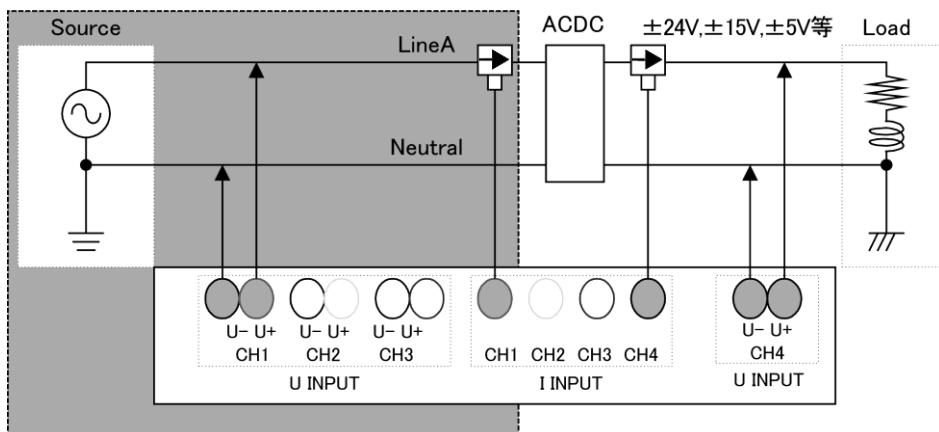 Source
LineA
ACDC
±24V,±15V,±5V等
Load
Neutral
U- U+
U- U+
U- U+
U- U+
CH1
CH2
CH3
CH1
CH2
CH3
CH4
CH4
U INPUT
I INPUT
U INPUT